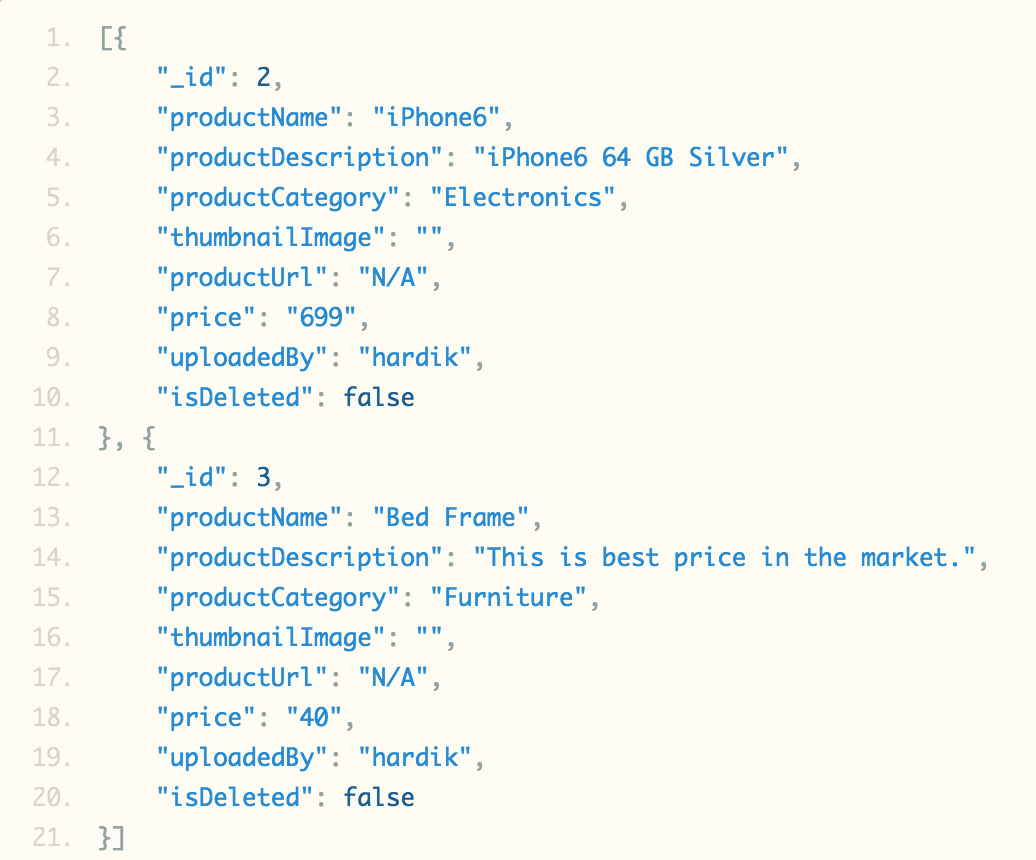 1. [{
2. "_id": 2,
3. "productName": "iPhone6",
4. "productDescription": "iPhone6 64 GB Silver",
5. "productCategory": "Electronics",
6. "thumbnailImage": "",
7. "productUrl": "N/A",
8. "price": "699",
9. "uploadedBy": "hardik",
10. "isDeleted": false
11. }, {
12. "_id": 3,
13. "productName": "Bed Frame",
14. "productDescription": "This is best price in the market.",
15. "productCategory": "Furniture",
16. "thumbnailImage": "",
17. "productUrl": "N/A",
18. "price": "40",
19. "uploadedBy": "hardik",
20. "isDeleted": false
21. }]